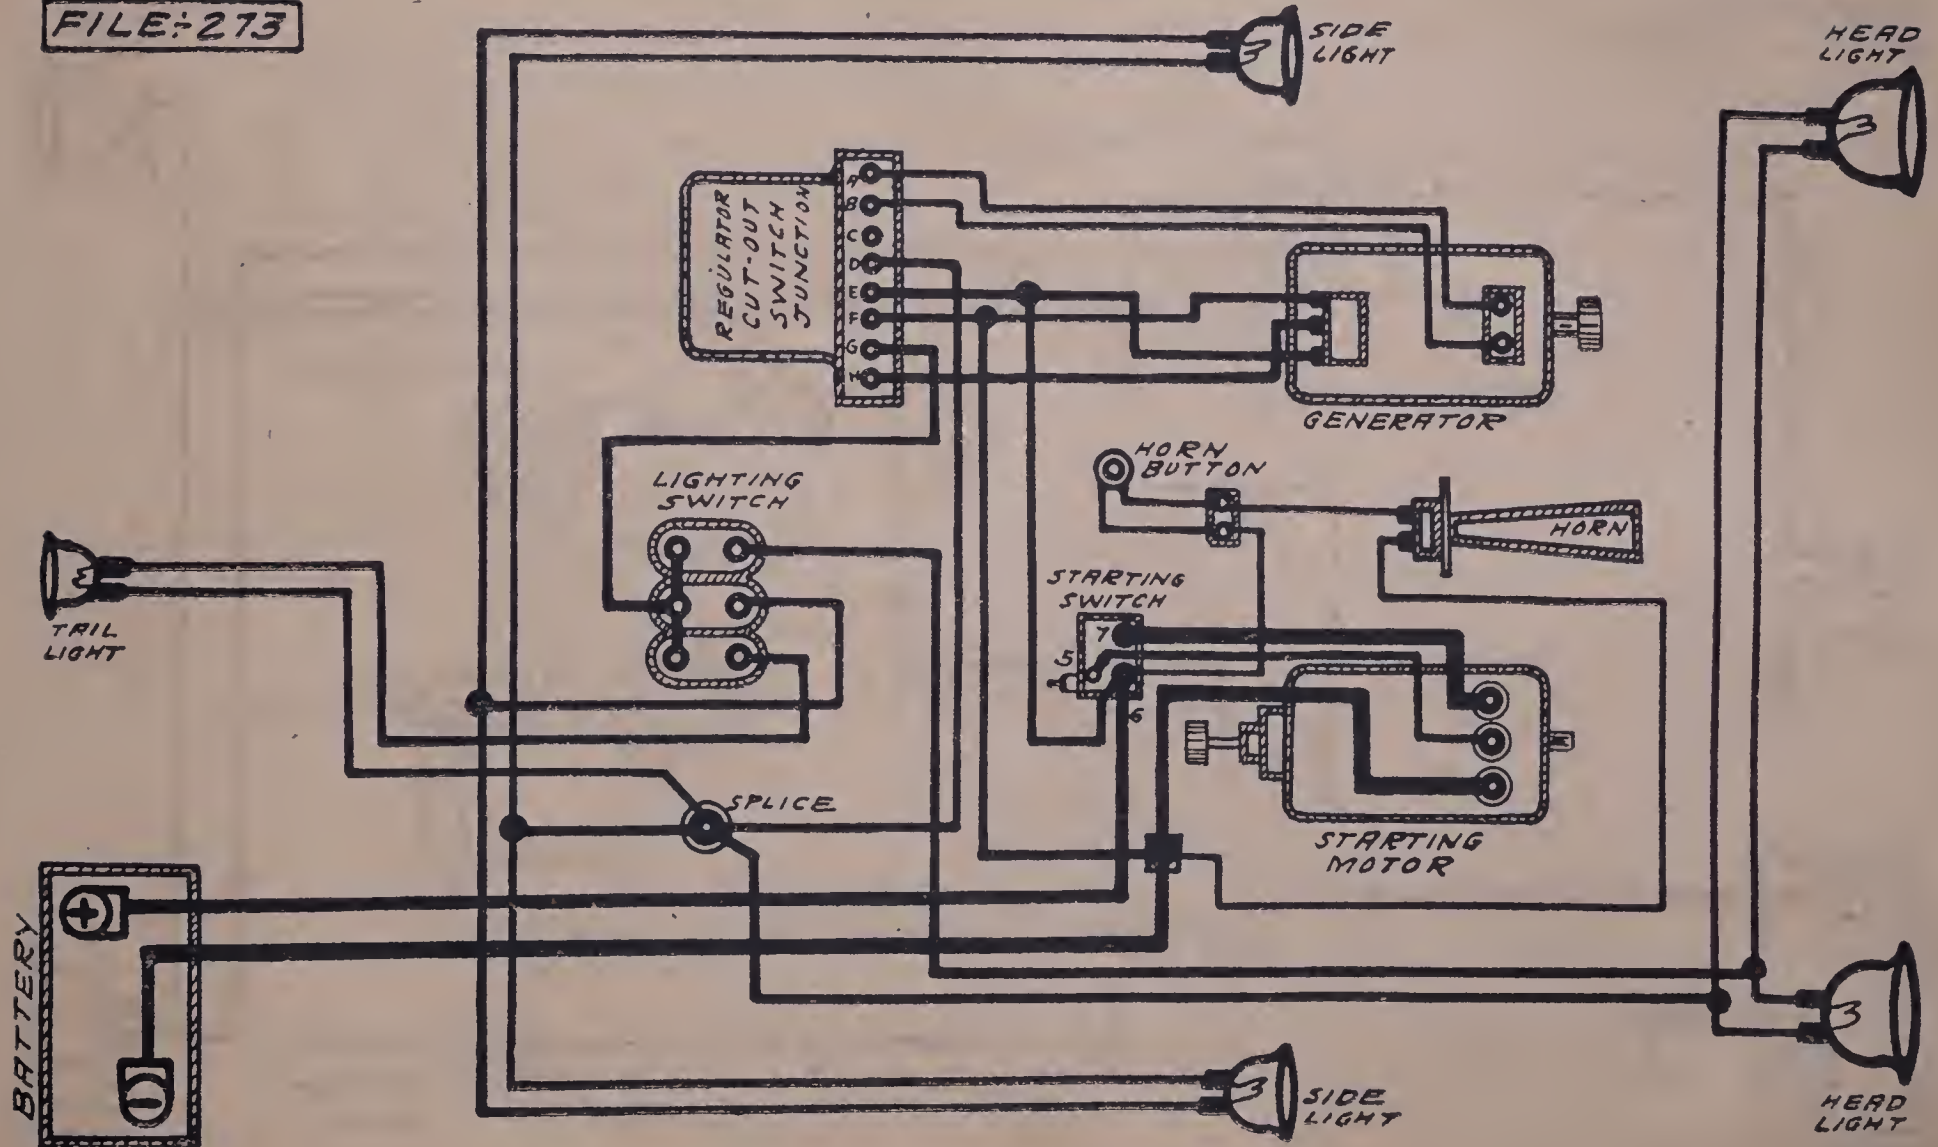 FILE÷273
SIDE
LIGHT
HEAD
LIGHT
REGULATOR
CUT-OUT
SWITCH
JUNCTION
A
B
C
D
E
F
G
H
GENERATOR
HORN
BUTTON
LIGHTING
SWITCH
HORN
STARTING
SWITCH
7
5
6
TAIL
LIGHT
SPLICE
STARTING
MOTOR
BATTERY
+
−
SIDE
LIGHT
HEAD
LIGHT